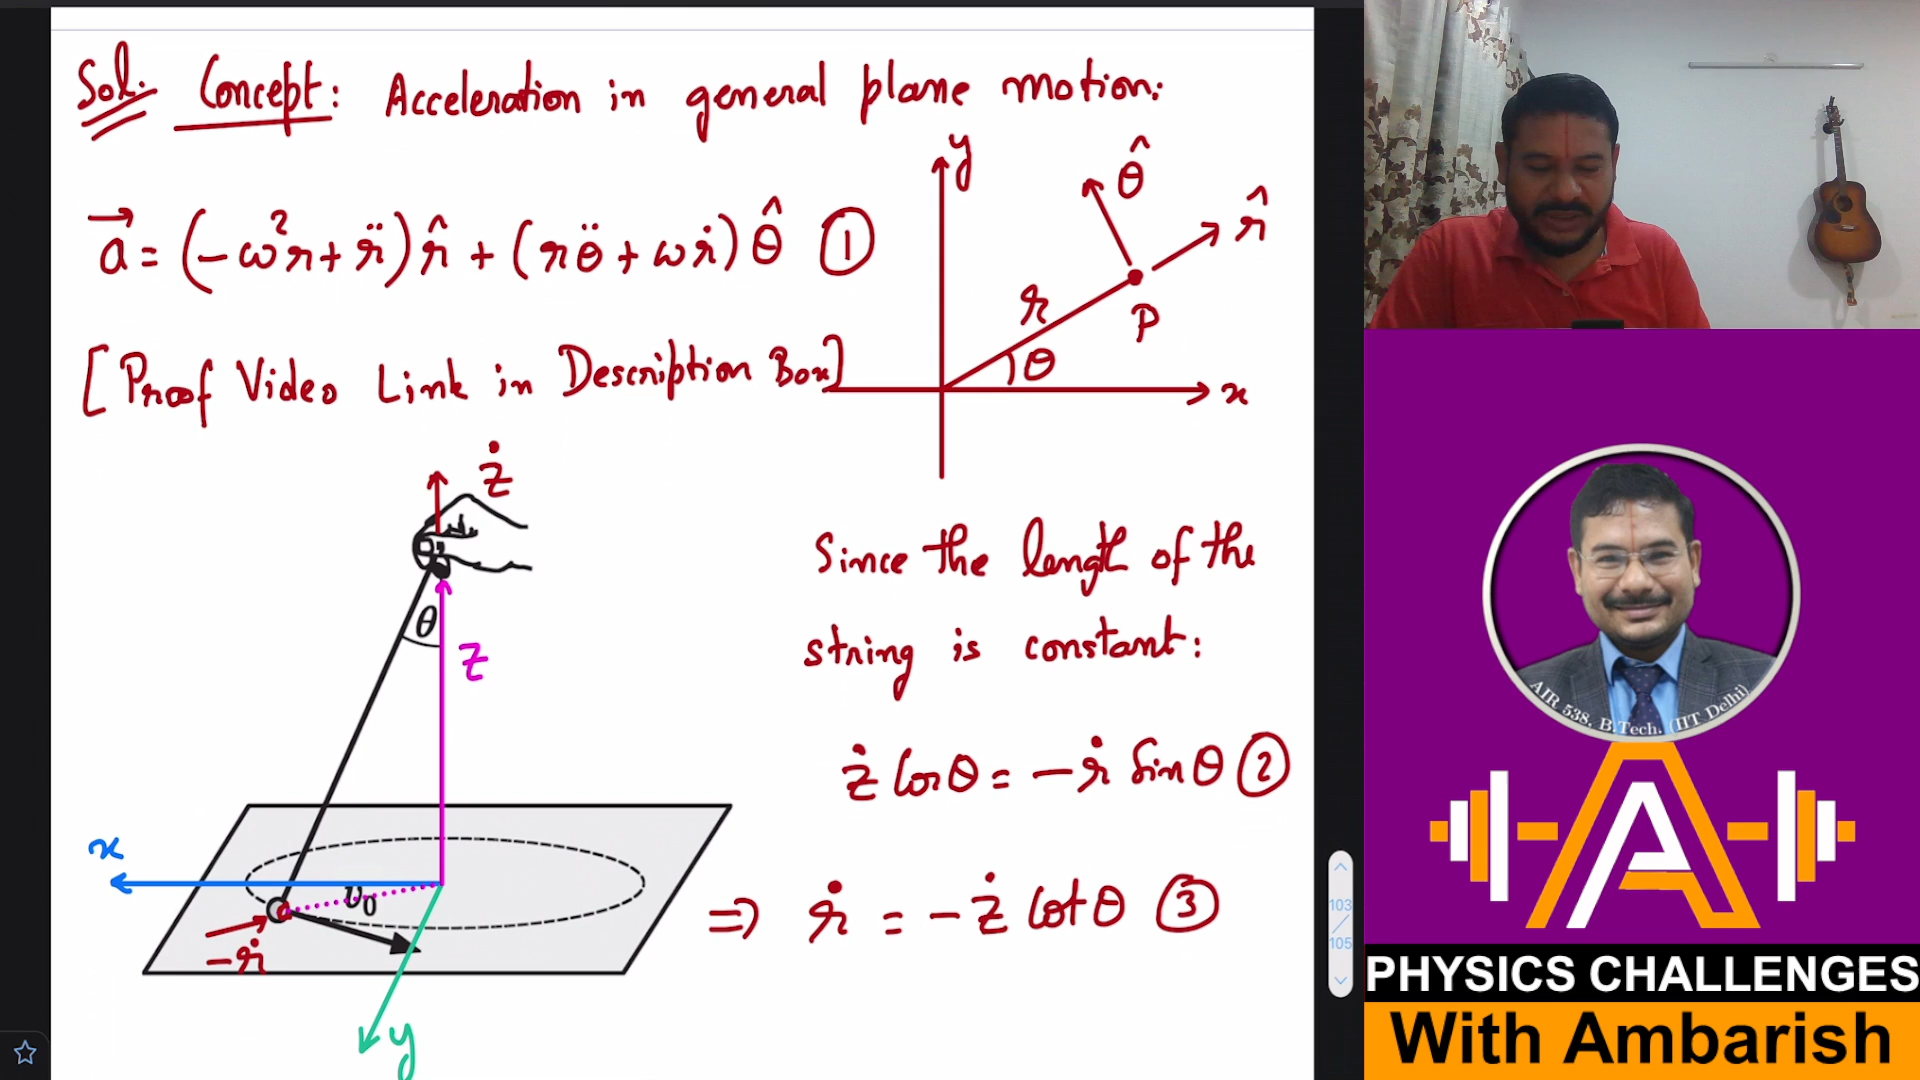 Sol: Concept: Acceleration in general plane motion:
a⃗ = (-ω²r + r̈) r̂ + (rθ̈ + ωṙ) θ̂ ①
[Proof Video Link in Description Box]
y
θ̂
r̂
r
P
θ
x
ż
θ
z
x
v₀
-ṙ
y
Since the length of the
string is constant:
ż Cosθ = -ṙ Sinθ ②
⇒ ṙ = -ż Cotθ ③
103
/
105
AIR 538, B.Tech. (IIT Delhi)
A
PHYSICS CHALLENGES
With Ambarish